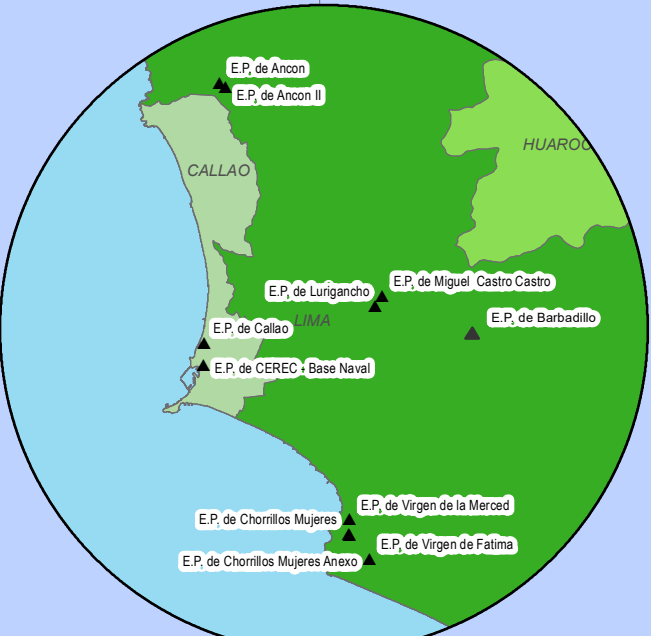 E.P, de Ancon
E.P, de Ancon II
HUAROC
CALLAO
E.P, de Miguel Castro Castro
E.P, de Lurigancho
E.P, de Barbadillo
LIMA
E.P, de Callao
E.P, de CEREC - Base Naval
E.P, de Virgen de la Merced
E.P, de Chorrillos Mujeres
E.P, de Virgen de Fatima
E.P, de Chorrillos Mujeres Anexo